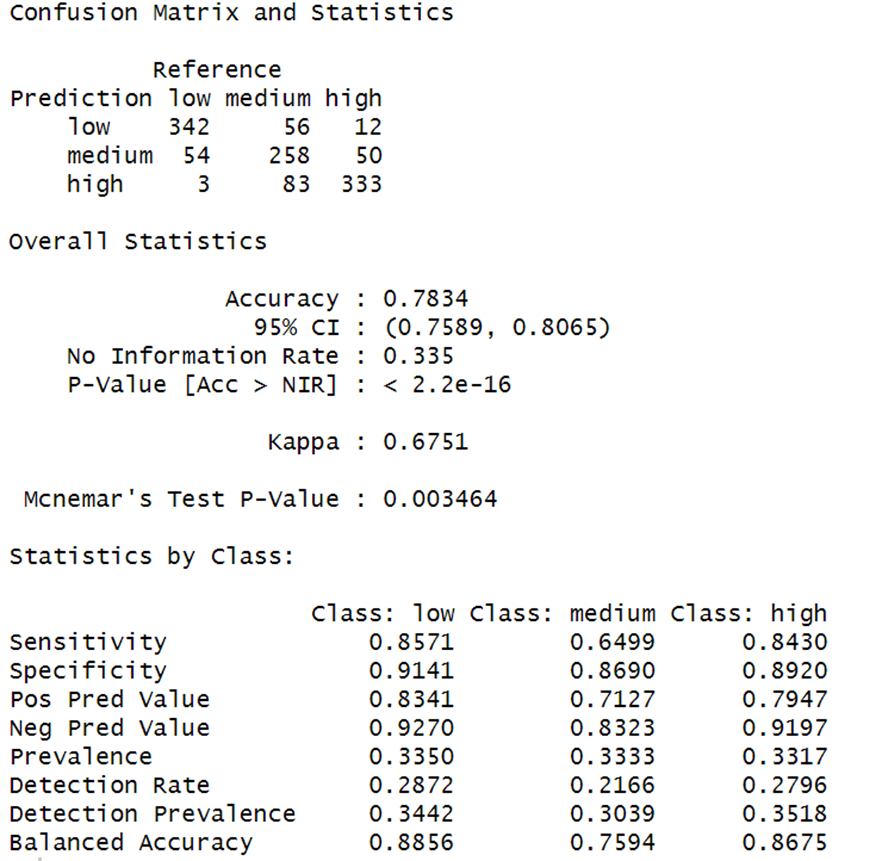 Confusion Matrix and Statistics
Reference
Prediction low medium high
low 342 56 12
medium 54 258 50
high 3 83 333
Overall Statistics
Accuracy : 0.7834
95% CI : (0.7589, 0.8065)
No Information Rate : 0.335
P-Value [Acc > NIR] : < 2.2e-16
Kappa : 0.6751
Mcnemar's Test P-Value : 0.003464
Statistics by Class:
Class: low Class: medium Class: high
Sensitivity 0.8571 0.6499 0.8430
Specificity 0.9141 0.8690 0.8920
Pos Pred Value 0.8341 0.7127 0.7947
Neg Pred Value 0.9270 0.8323 0.9197
Prevalence 0.3350 0.3333 0.3317
Detection Rate 0.2872 0.2166 0.2796
Detection Prevalence 0.3442 0.3039 0.3518
Balanced Accuracy 0.8856 0.7594 0.8675